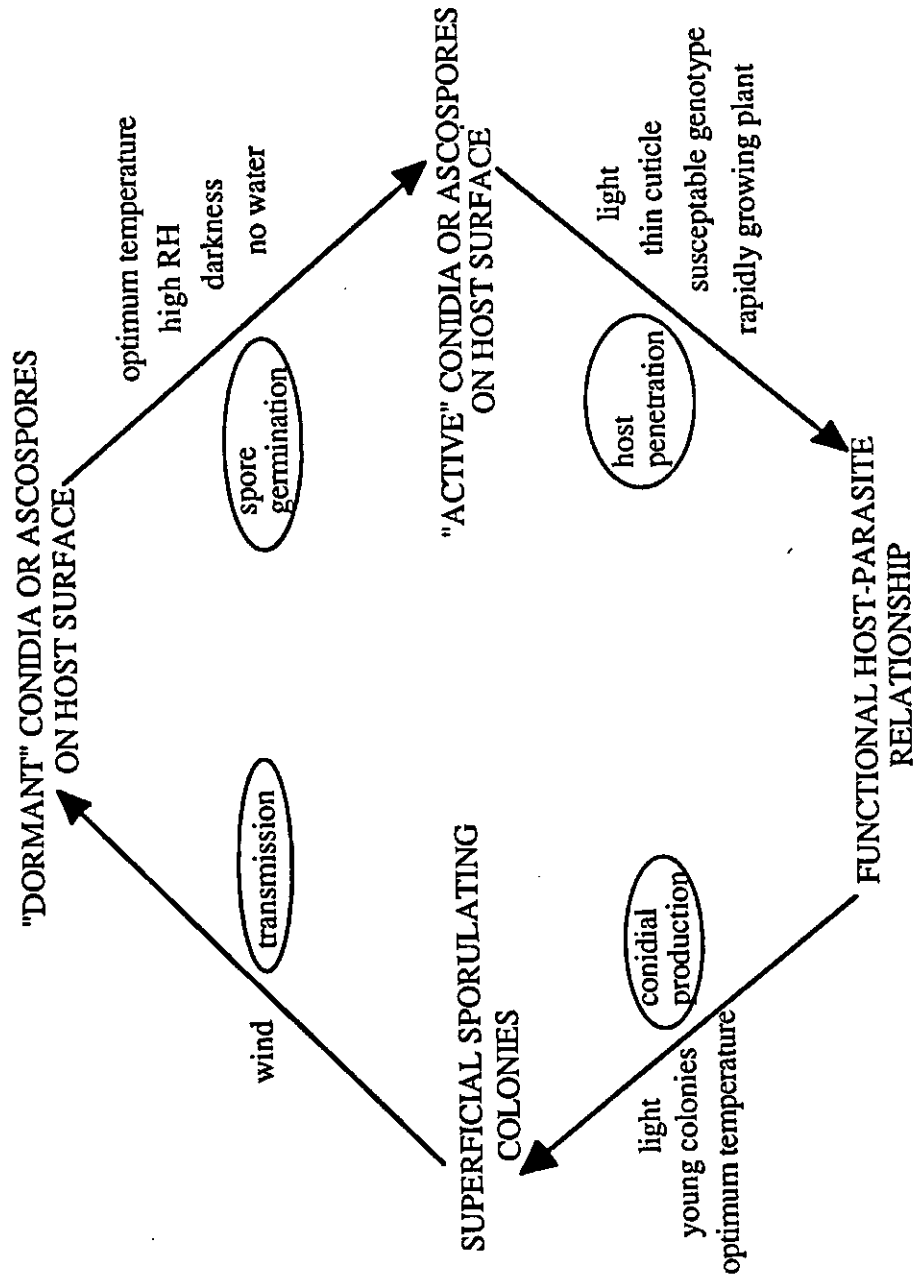 "DORMANT" CONIDIA OR ASCOSPORES
ON HOST SURFACE
optimum temperature
high RH
darkness
no water
spore
germination
"ACTIVE" CONIDIA OR ASCOSPORES
ON HOST SURFACE
light
thin cuticle
susceptable genotype
rapidly growing plant
host
penetration
FUNCTIONAL HOST-PARASITE
RELATIONSHIP
conidial
production
light
young colonies
optimum temperature
SUPERFICIAL SPORULATING
COLONIES
wind
transmission